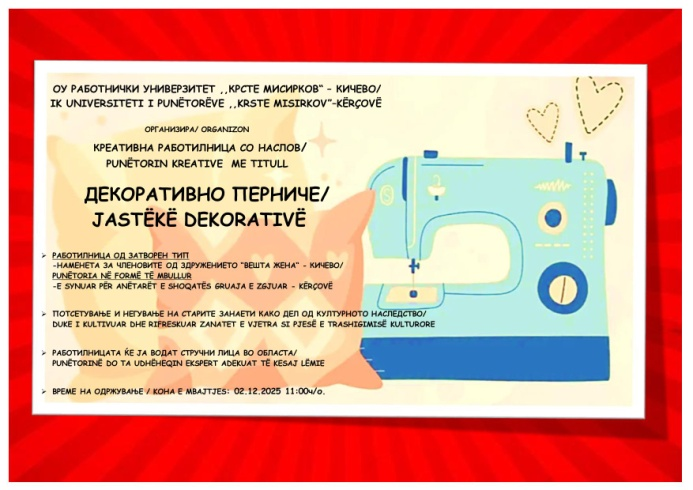 ОУ РАБОТНИЧКИ УНИВЕРЗИТЕТ ,,КРСТЕ МИСИРКОВ“ – КИЧЕВО/
IK UNIVERSITETI I PUNËTORËVE ,,KRSTE MISIRKOV”-KËRÇOVË
ОРГАНИЗИРА/ ORGANIZON
КРЕАТИВНА РАБОТИЛНИЦА СО НАСЛОВ/
PUNËTORIN KREATIVE ME TITULL
ДЕКОРАТИВНО ПЕРНИЧЕ/
JASTËKË DEKORATIVË
➢ РАБОТИЛНИЦА ОД ЗАТВОРЕН ТИП
-НАМЕНЕТА ЗА ЧЛЕНОВИТЕ ОД ЗДРУЖЕНИЕТО “ВЕШТА ЖЕНА“ – КИЧЕВО/
PUNËTORIA NË FORMË TË MBULLUR
-E SYNUAR PËR ANËTARËT E SHOQATËS GRUAJA E ZGJUAR – KËRÇOVË
➢ ПОТСЕТУВАЊЕ И НЕГУВАЊЕ НА СТАРИТЕ ЗАНАЕТИ КАКО ДЕЛ ОД КУЛТУРНОТО НАСЛЕДСТВО/
DUKE I KULTIVUAR DHE RIFRESKUAR ZANATET E VJETRA SI PJESË E TRASHIGIMISË KULTURORE
➢ РАБОТИЛНИЦАТА ЌЕ ЈА ВОДАТ СТРУЧНИ ЛИЦА ВО ОБЛАСТА/
PUNËTORINË DO TA UDHËHEQIN EKSPERT ADEKUAT TË KESAJ LËMIE
➢ ВРЕМЕ НА ОДРЖУВАЊЕ / KOHA E MBAJTJES: 02.12.2025 11:00ч/о.